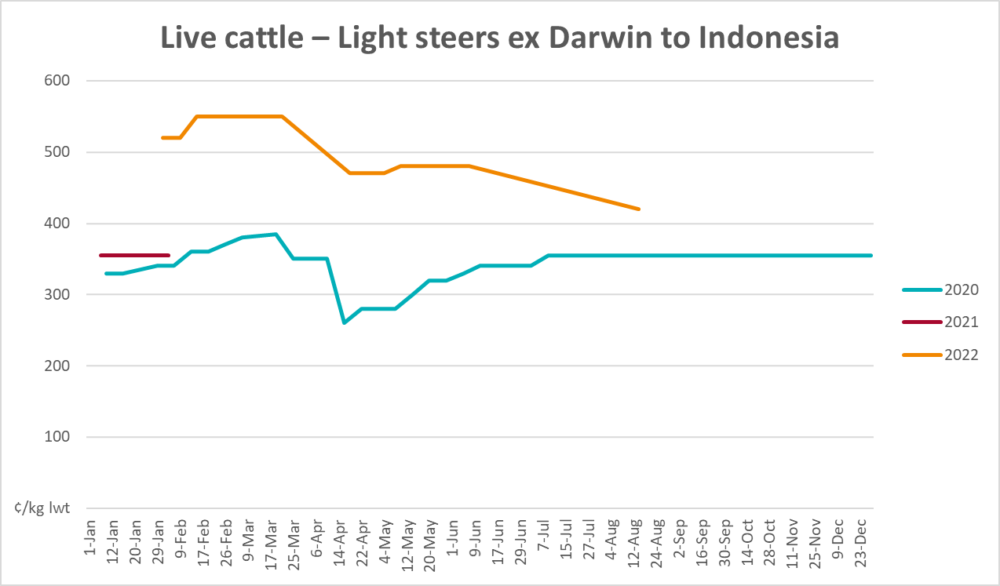 Live cattle – Light steers ex Darwin to Indonesia
600
500
400
300
200
100
¢/kg lwt
1-Jan
12-Jan
20-Jan
29-Jan
9-Feb
17-Feb
26-Feb
9-Mar
17-Mar
25-Mar
6-Apr
14-Apr
22-Apr
4-May
12-May
20-May
1-Jun
9-Jun
17-Jun
29-Jun
7-Jul
15-Jul
27-Jul
4-Aug
12-Aug
24-Aug
2-Sep
16-Sep
30-Sep
14-Oct
28-Oct
11-Nov
25-Nov
9-Dec
23-Dec
2020
2021
2022